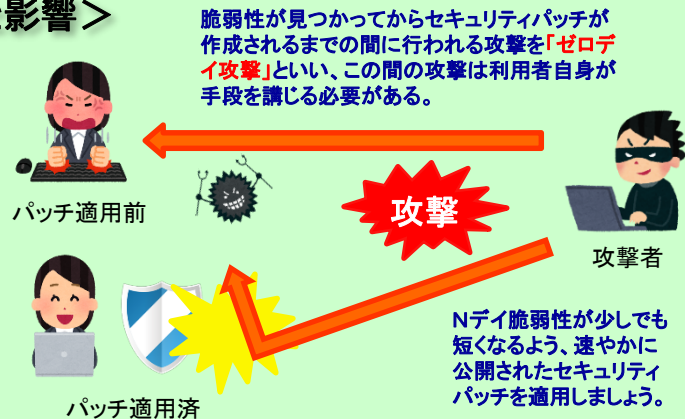 影響＞
脆弱性が見つかってからセキュリティパッチが
作成されるまでの間に行われる攻撃を「ゼロデ
イ攻撃」といい、この間の攻撃は利用者自身が
手段を講じる必要がある。
パッチ適用前
攻撃
攻撃者
Ｎデイ脆弱性が少しでも
短くなるよう、速やかに
公開されたセキュリティ
パッチを適用しましょう。
パッチ適用済